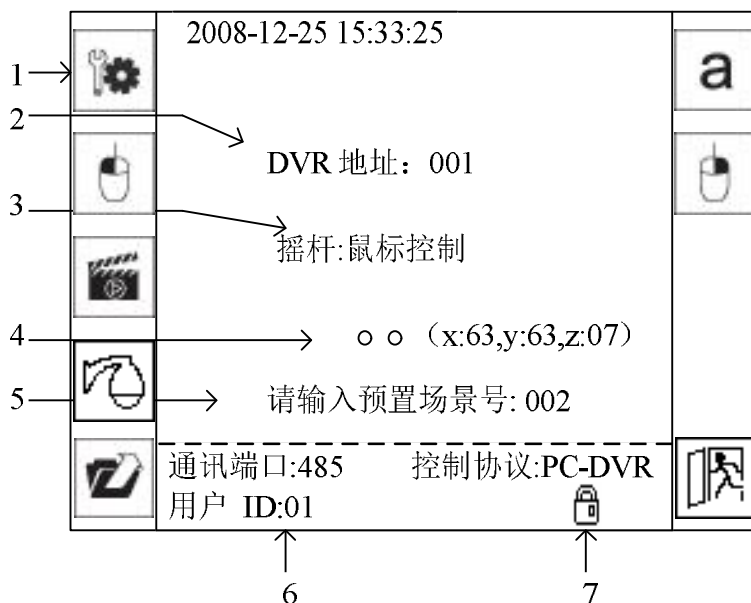 2008-12-25 15:33:25
1
a
2
DVR 地址：001
3
摇杆:鼠标控制
4
（x:63,y:63,z:07）
5
请输入预置场景号: 002
通讯端口:485 控制协议:PC-DVR
用户 ID:01
6 7